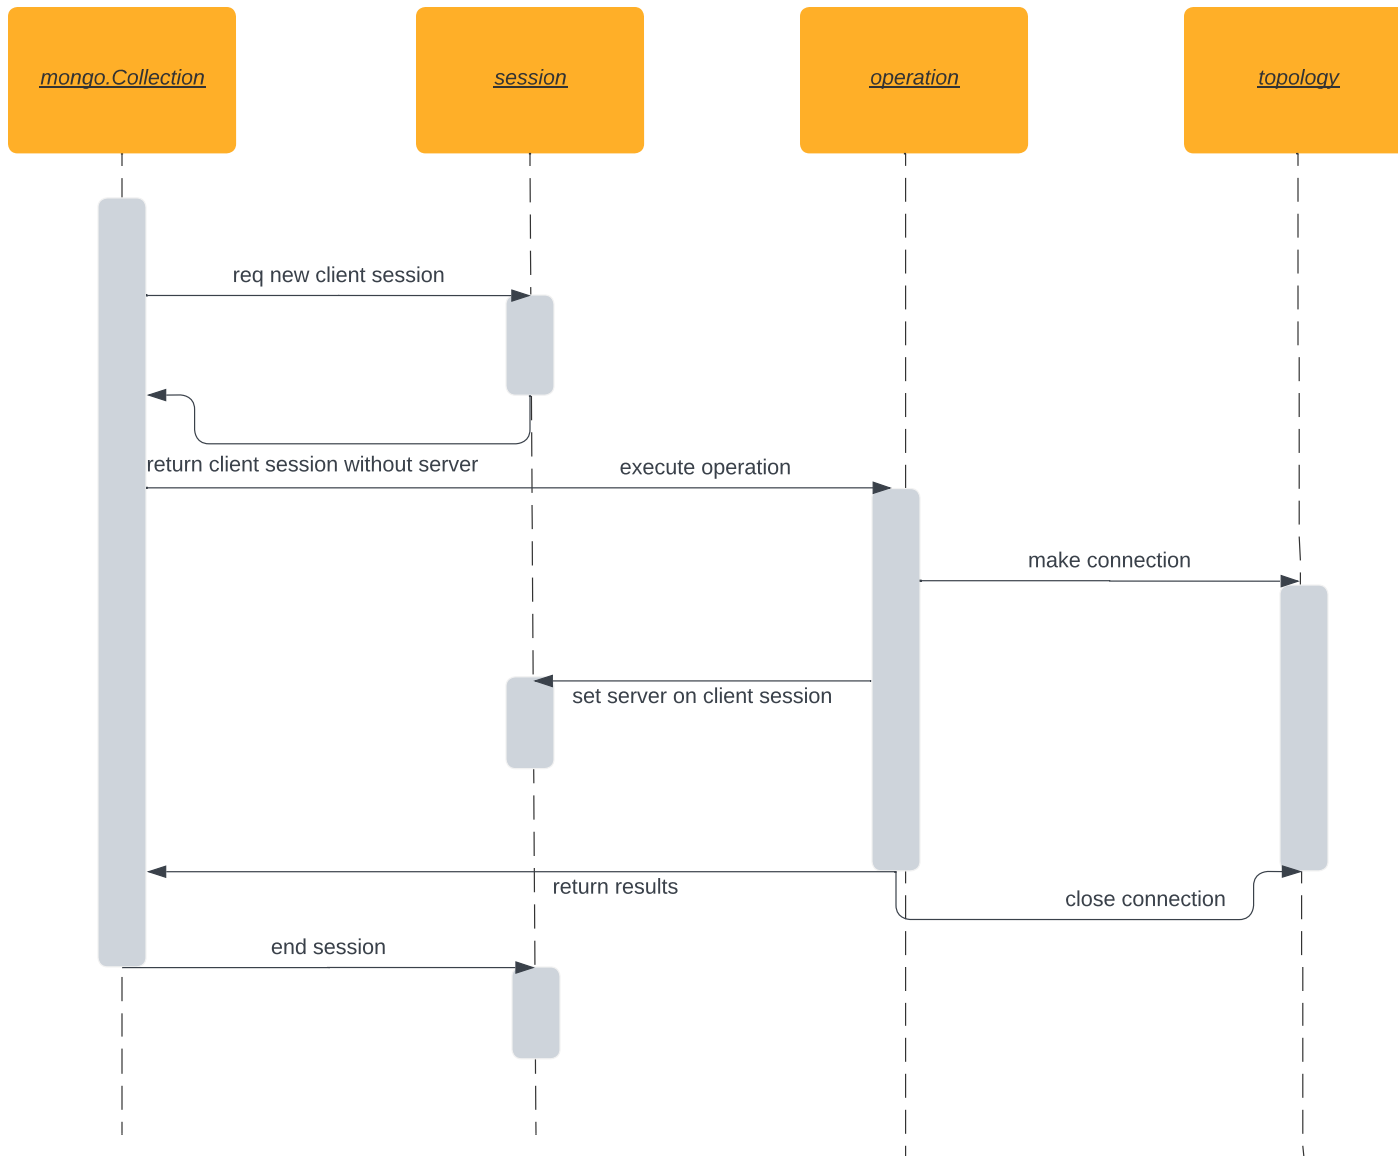 mongo.Collection
session
operation
topology
req new client session
return client session without server
execute operation
make connection
set server on client session
return results
close connection
end session